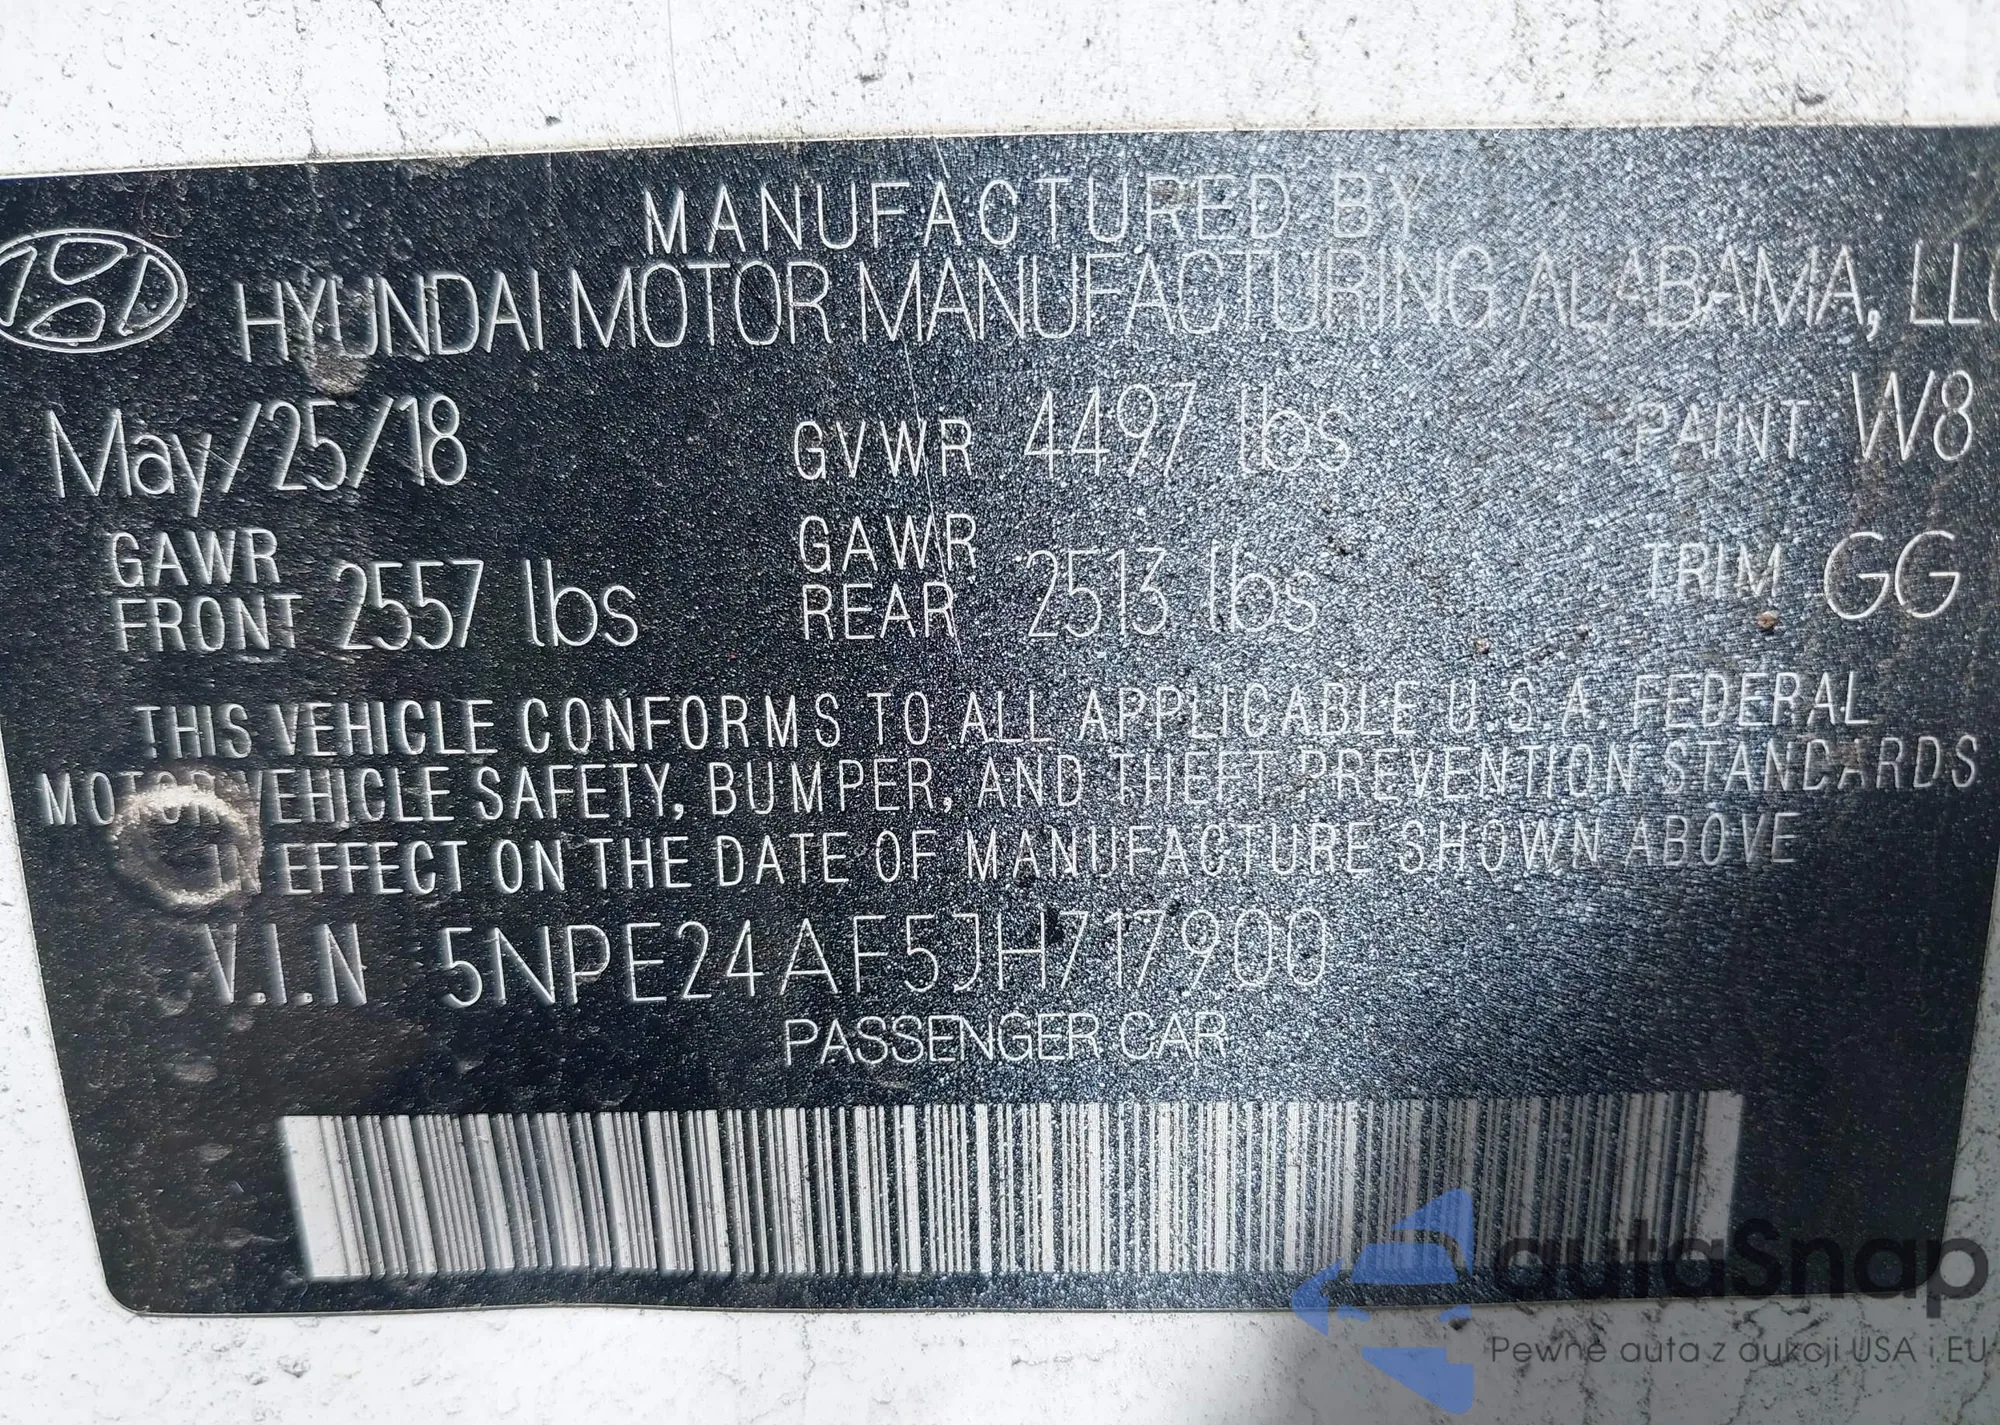 MANUFACTURED BY
HYUNDAI MOTOR MANUFACTURING ALABAMA, LLC
May/25/18 GVWR 4497 lbs PAINT W8
GAWR FRONT 2557 lbs GAWR REAR 2513 lbs TRIM GG
THIS VEHICLE CONFORMS TO ALL APPLICABLE U.S.A. FEDERAL
MOTOR VEHICLE SAFETY, BUMPER, AND THEFT PREVENTION STANDARDS
IN EFFECT ON THE DATE OF MANUFACTURE SHOWN ABOVE
V.I.N 5NPE24AF5JH717900
PASSENGER CAR
autaSnap
Pewne auta z aukcji USA i EU